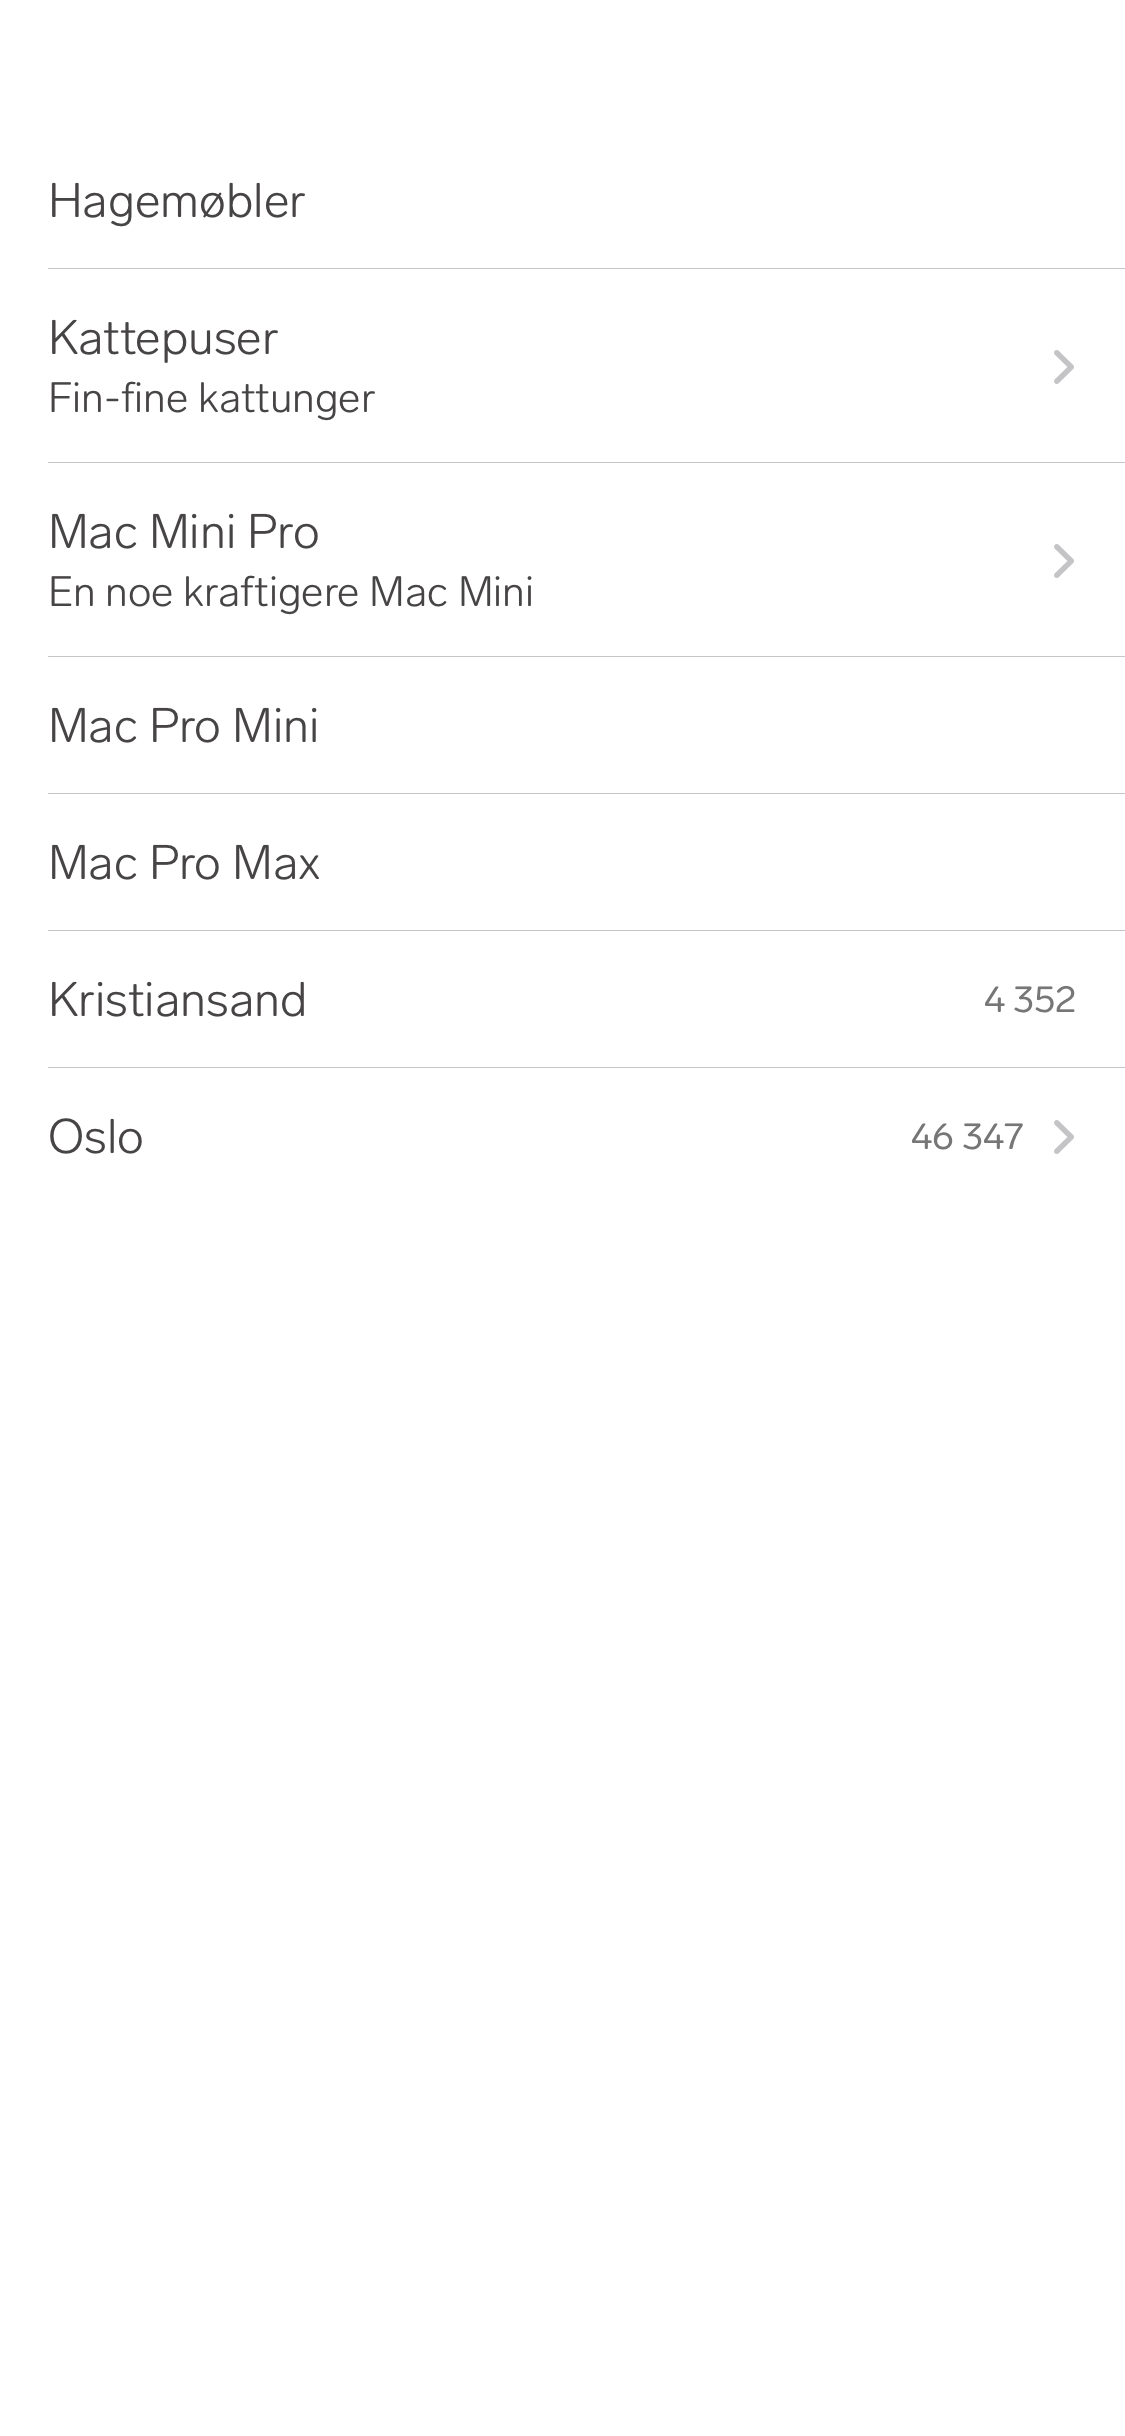 Hagemøbler
Kattepuser
Fin-fine kattunger
Mac Mini Pro
En noe kraftigere Mac Mini
Mac Pro Mini
Mac Pro Max
Kristiansand 4 352
Oslo 46 347